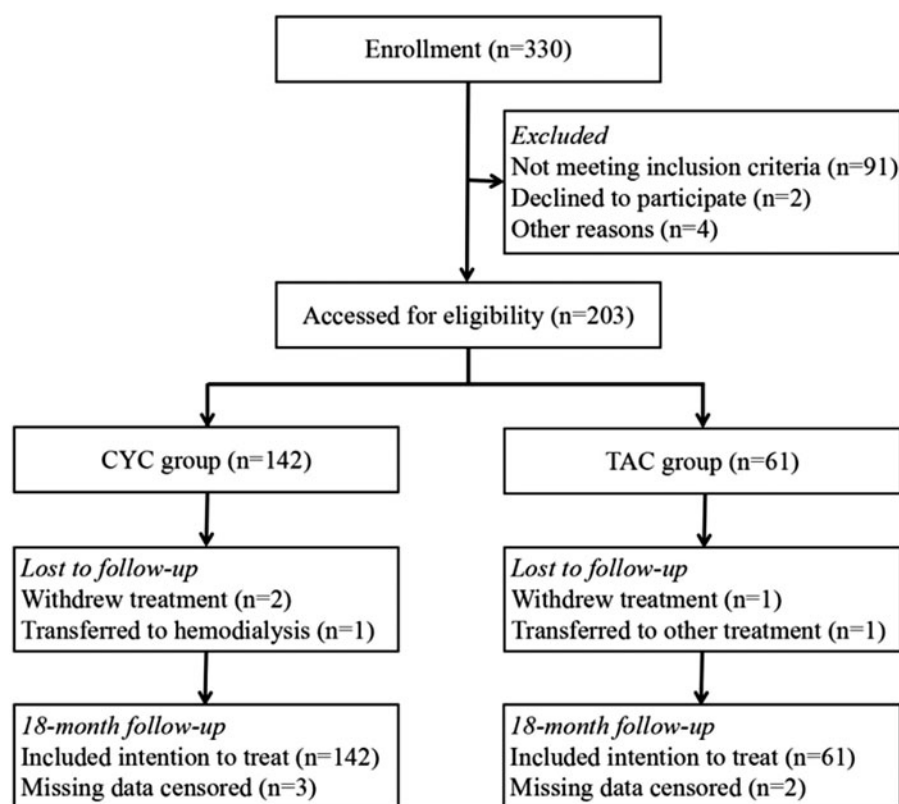 Enrollment (n=330)
Excluded
Not meeting inclusion criteria (n=91)
Declined to participate (n=2)
Other reasons (n=4)
Accessed for eligibility (n=203)
CYC group (n=142)
TAC group (n=61)
Lost to follow-up
Withdrew treatment (n=2)
Transferred to hemodialysis (n=1)
Lost to follow-up
Withdrew treatment (n=1)
Transferred to other treatment (n=1)
18-month follow-up
Included intention to treat (n=142)
Missing data censored (n=3)
18-month follow-up
Included intention to treat (n=61)
Missing data censored (n=2)